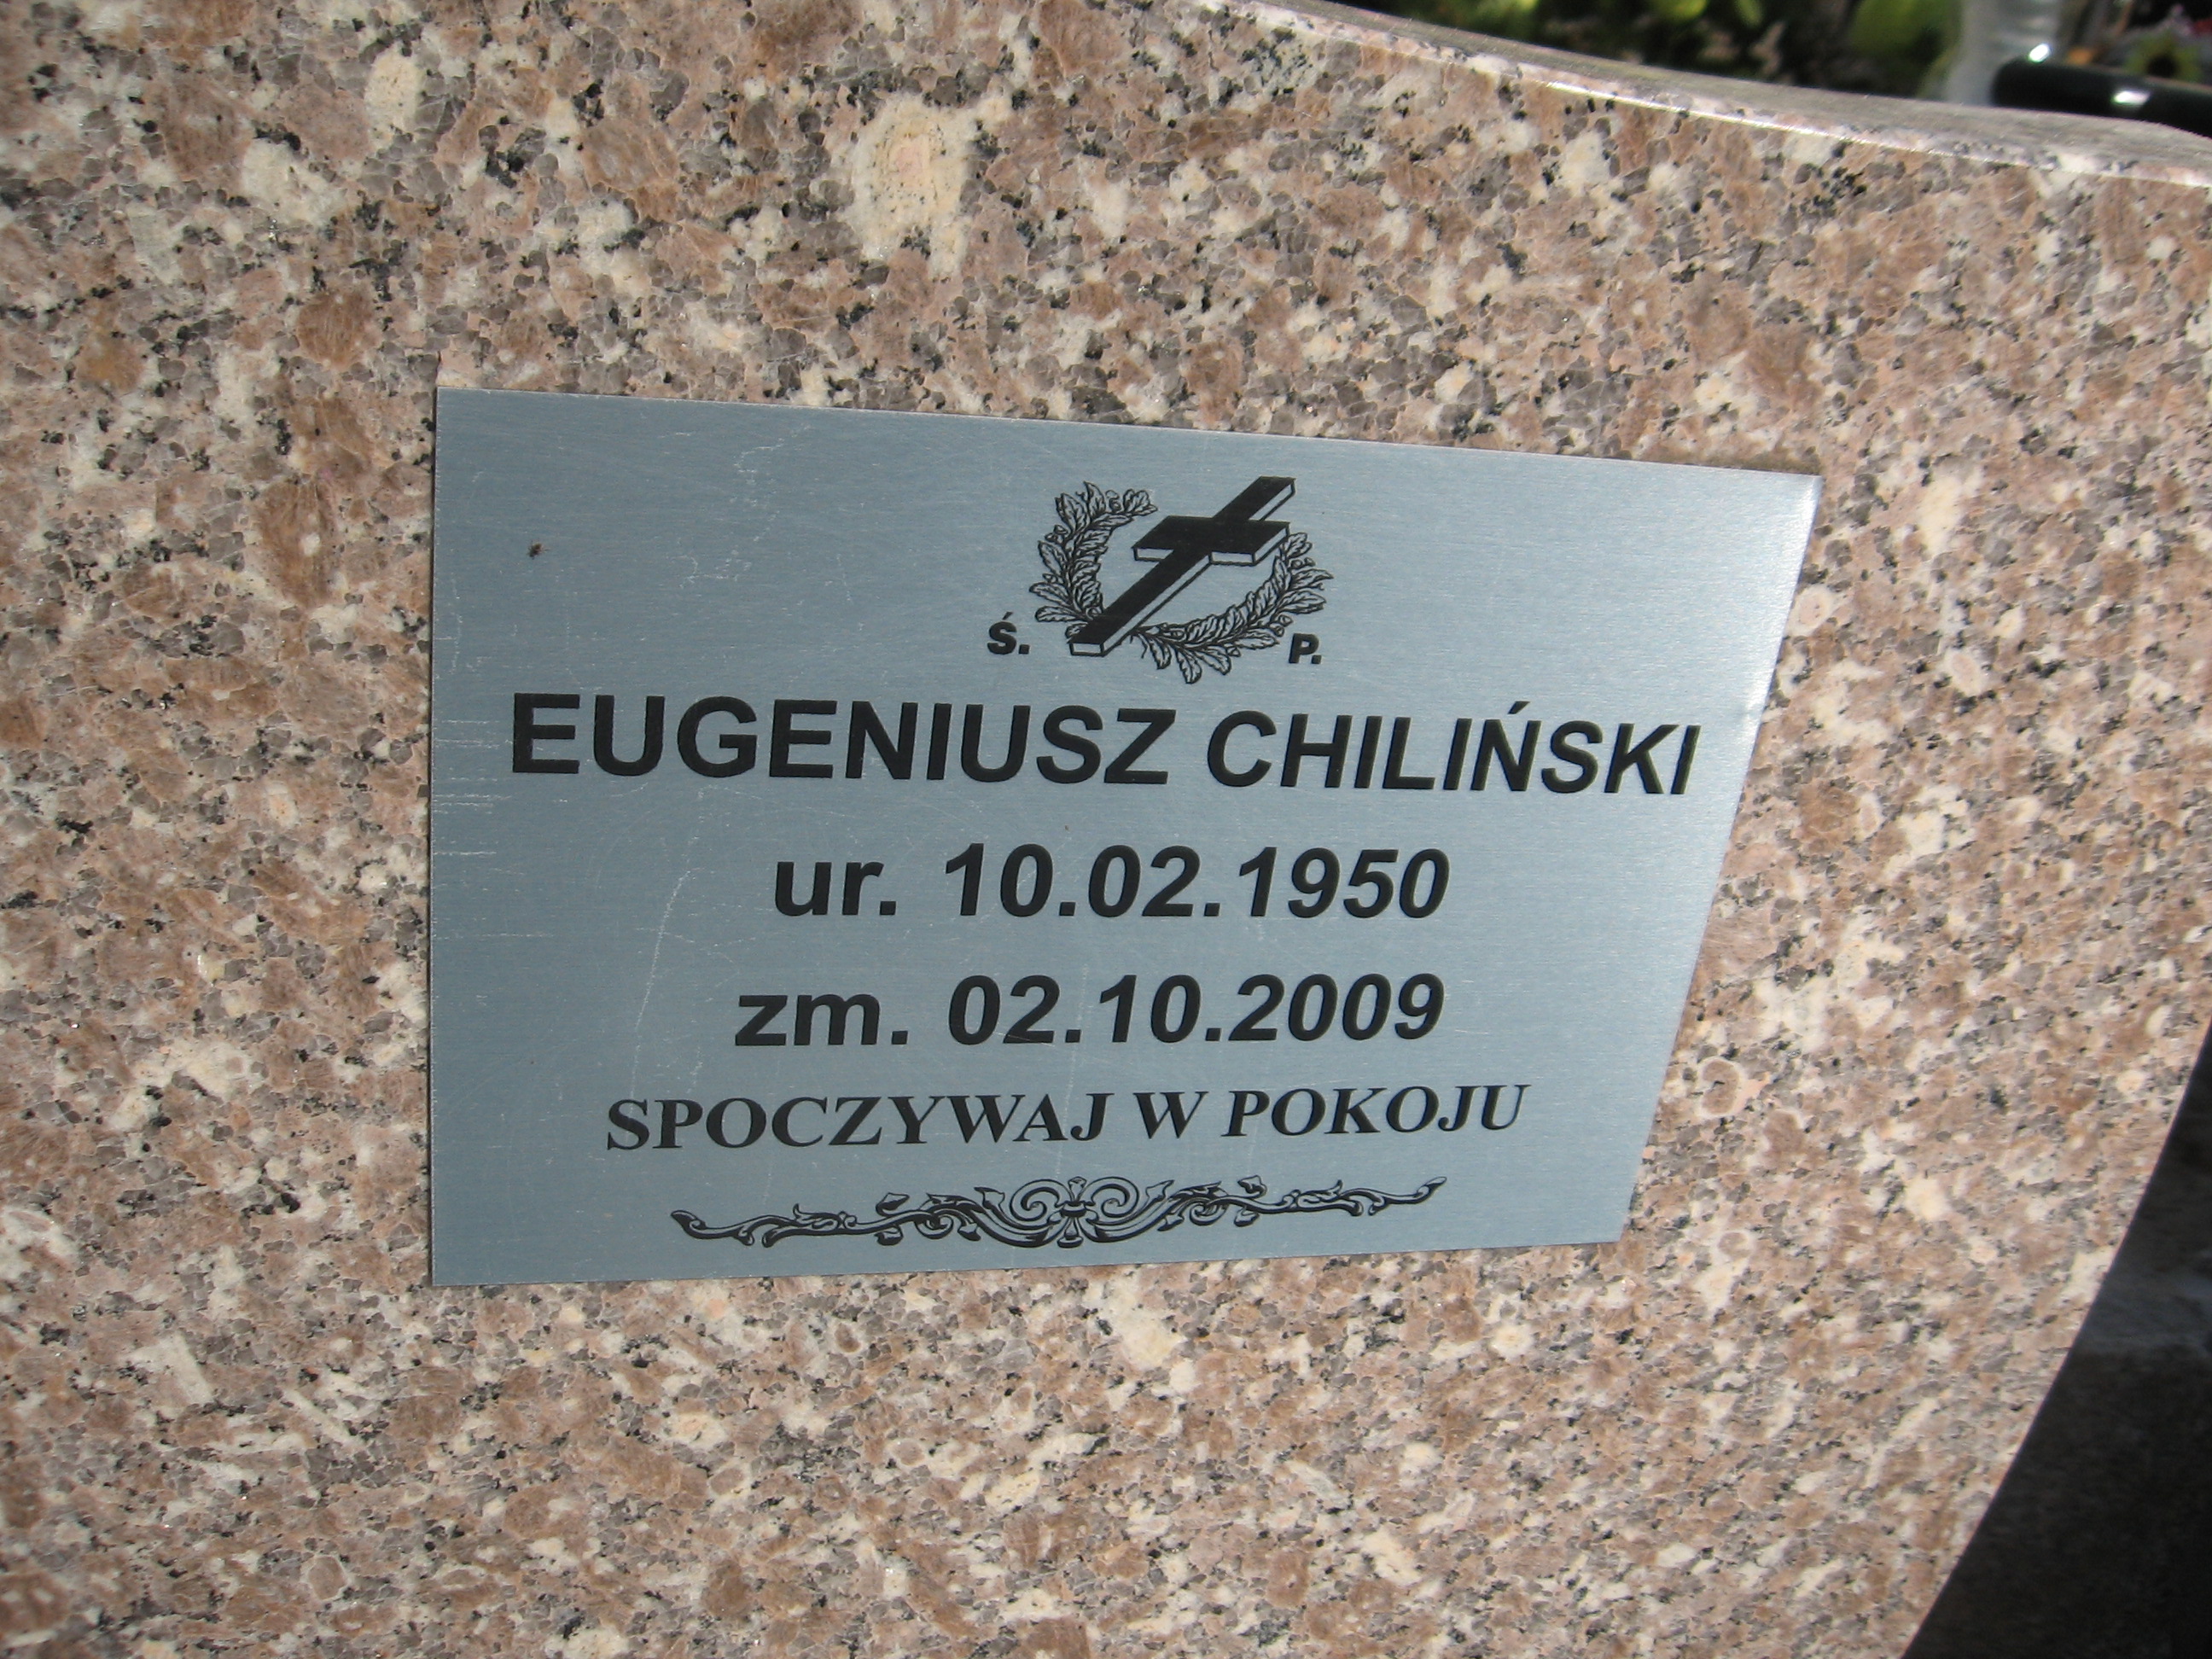 Ś. P.
EUGENIUSZ CHILIŃSKI
ur. 10.02.1950
zm. 02.10.2009
SPOCZYWAJ W POKOJU